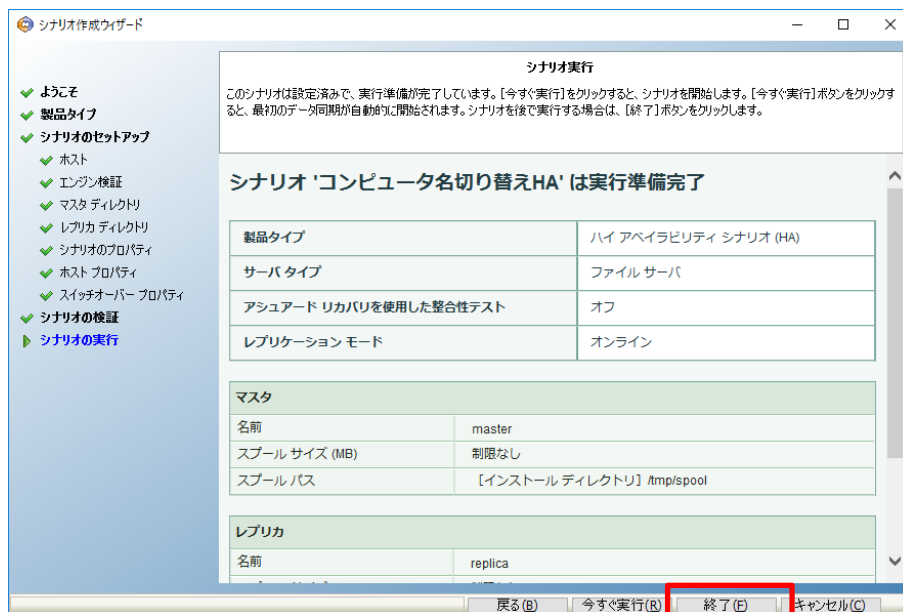 シナリオ作成ウィザード
シナリオ実行
このシナリオは設定済みで、実行準備が完了しています。[今すぐ実行]をクリックすると、シナリオを開始します。[今すぐ実行]ボタンをクリックす
ると、最初のデータ同期が自動的に開始されます。シナリオを後で実行する場合は、[終了]ボタンをクリックします。
ようこそ
製品タイプ
シナリオのセットアップ
ホスト
エンジン検証
マスタ ディレクトリ
レプリカ ディレクトリ
シナリオのプロパティ
ホスト プロパティ
スイッチオーバー プロパティ
シナリオの検証
シナリオの実行
シナリオ 'コンピュータ名切り替えHA' は実行準備完了
製品タイプ ハイ アベイラビリティ シナリオ (HA)
サーバ タイプ ファイル サーバ
アシュアード リカバリを使用した整合性テスト オフ
レプリケーション モード オンライン
マスタ
名前 master
スプール サイズ (MB) 制限なし
スプール パス [インストール ディレクトリ] /tmp/spool
レプリカ
名前 replica
戻る(B) 今すぐ実行(R) 終了(F) キャンセル(C)